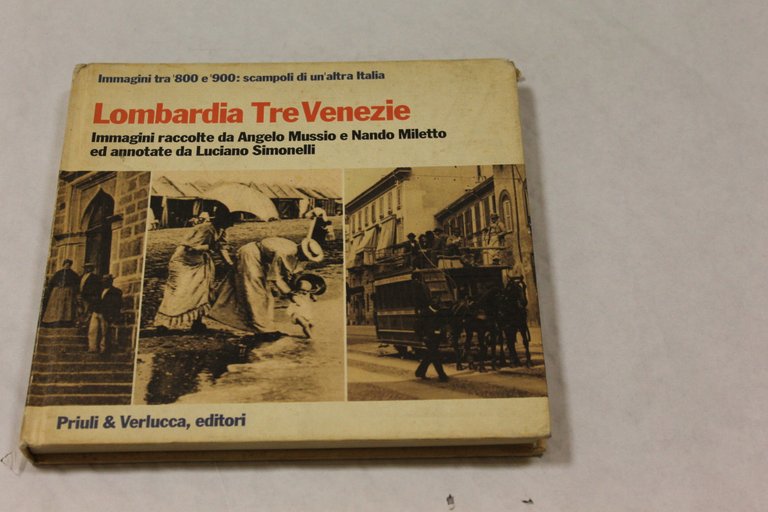 Immagini tra '800 e '900: scampoli di un'altra Italia
Lombardia Tre Venezie
Immagini raccolte da Angelo Mussio e Nando Miletto
ed annotate da Luciano Simonelli
Priuli & Verlucca, editori